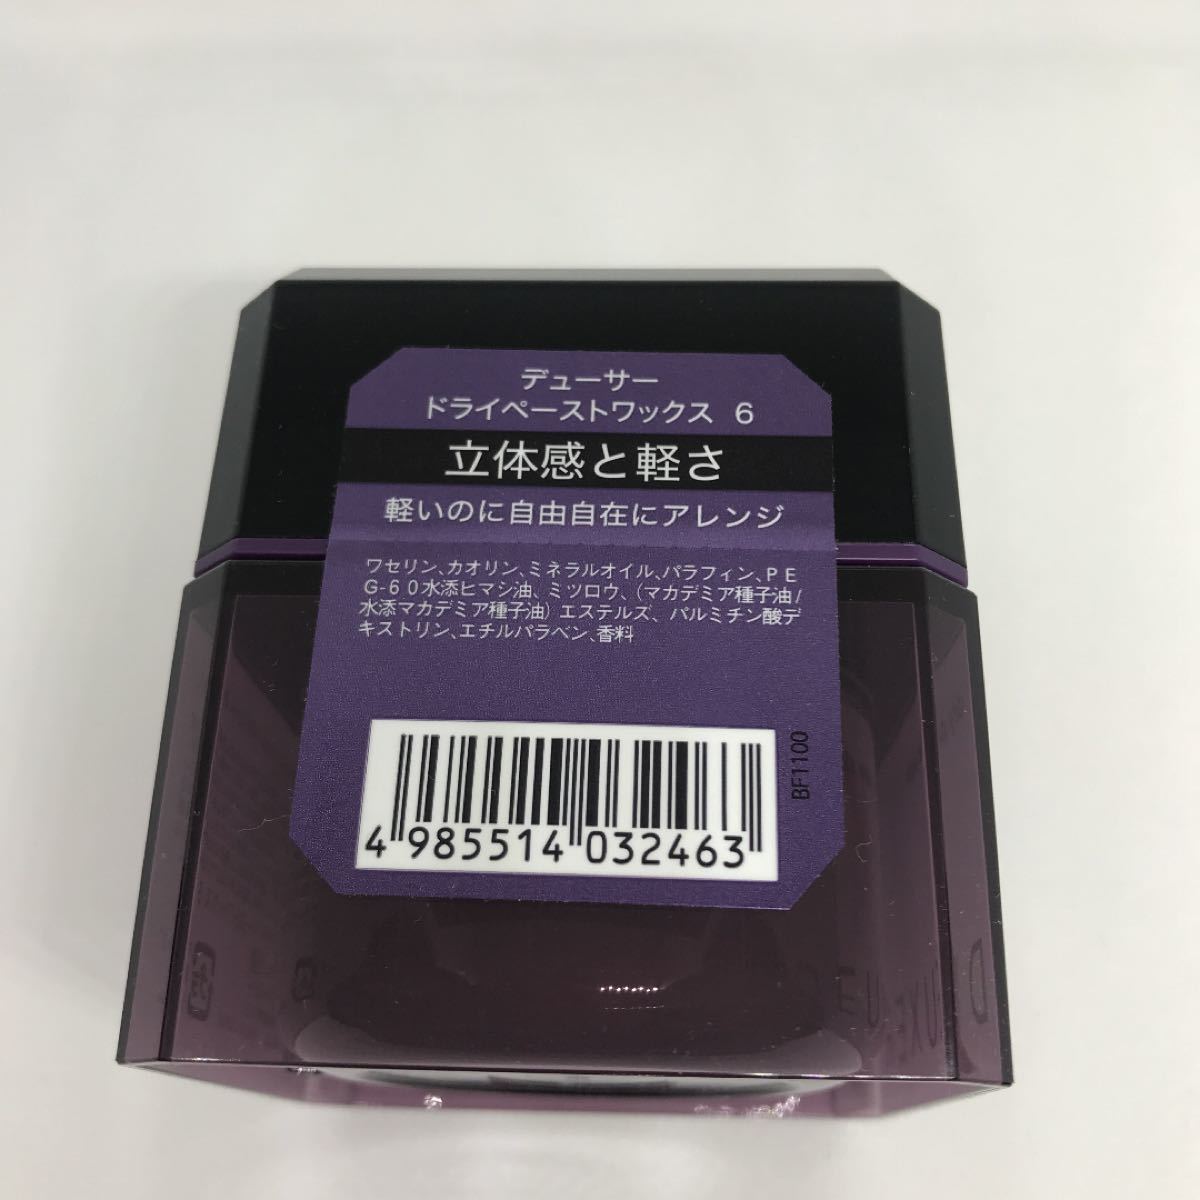 デューサー
ドライペーストワックス 6
立体感と軽さ
軽いのに自由自在にアレンジ
ワセリン、カオリン、ミネラルオイル、パラフィン、PE
G-60水添ヒマシ油、ミツロウ、(マカデミア種子油/
水添マカデミア種子油)エステルズ、パルミチン酸デ
キストリン、エチルパラベン、香料
BF1100
4 985514 032463